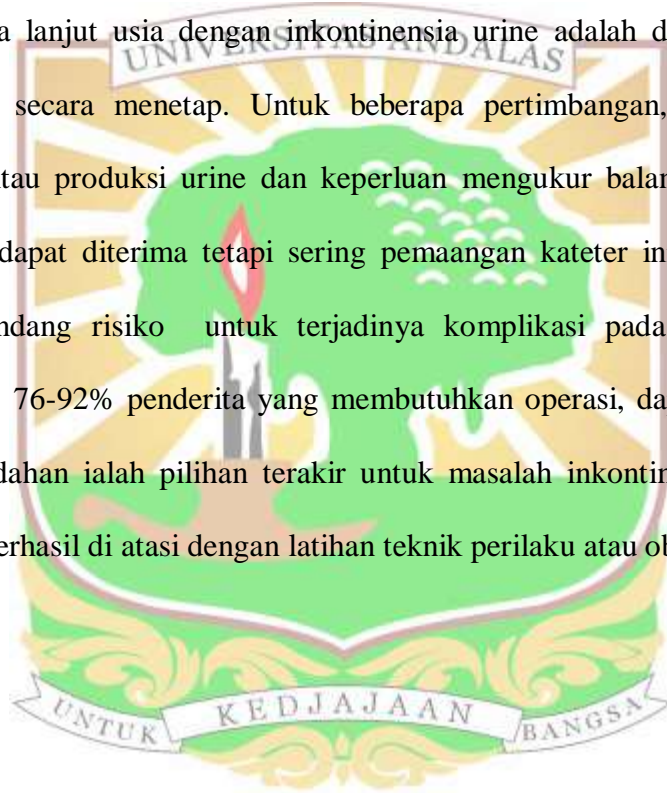 a lanjut usia dengan inkontinensia urine adalah d
UNIVERSITAS ANDALAS
secara menetap. Untuk beberapa pertimbangan,
tau produksi urine dan keperluan mengukur balan
dapat diterima tetapi sering pemaangan kateter in
ndang risiko untuk terjadinya komplikasi pada
76-92% penderita yang membutuhkan operasi, da
dahan ialah pilihan terakir untuk masalah inkontin
erhasil di atasi dengan latihan teknik perilaku atau ob
UNTUK KEDJAJAAN BANGSA